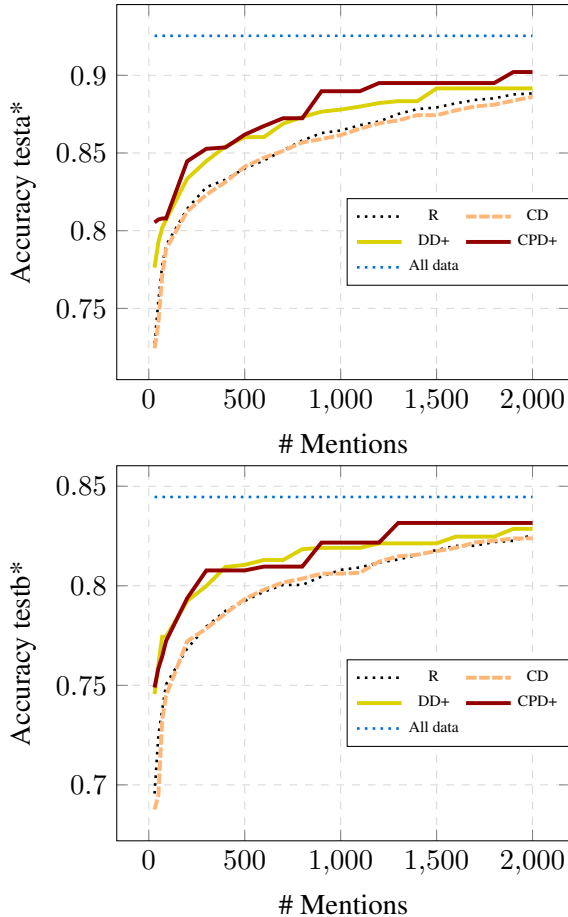 0.9
0.85
0.8
0.75
Accuracy testa*
R CD
DD+ CPD+
All data
0 500 1,000 1,500 2,000
# Mentions
0.85
0.8
0.75
0.7
Accuracy testb*
R CD
DD+ CPD+
All data
0 500 1,000 1,500 2,000
# Mentions